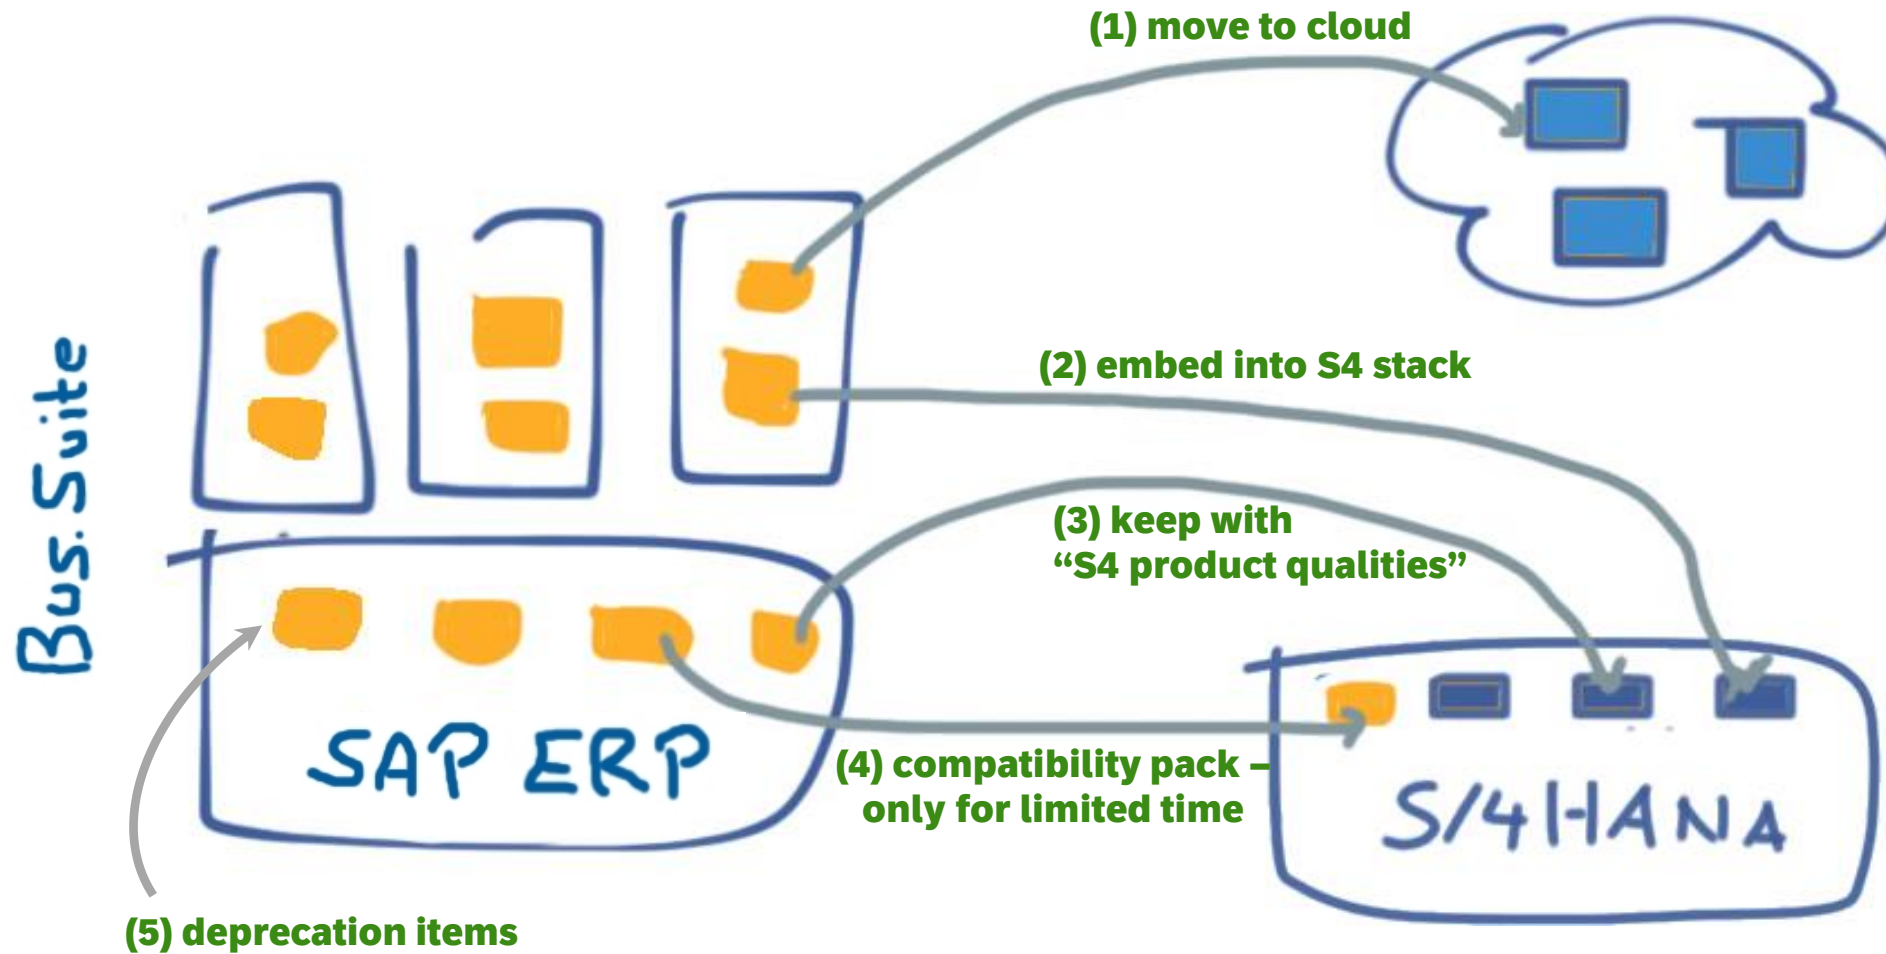 (1) move to cloud
(2) embed into S4 stack
Bus. Suite
(3) keep with
“S4 product qualities”
SAP ERP
(4) compatibility pack –
only for limited time
S/4HANA
(5) deprecation items